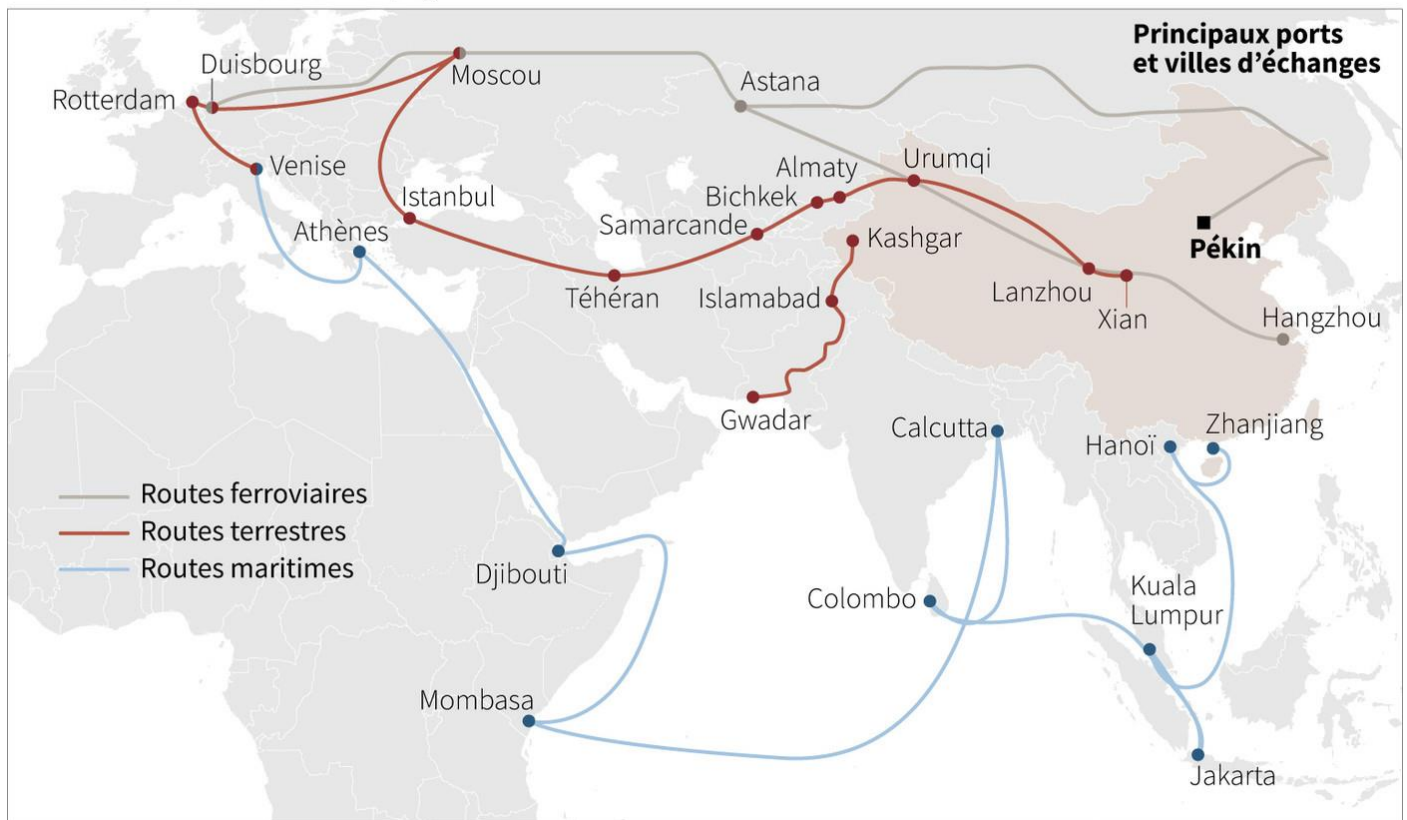 Principaux ports
et villes d’échanges
Duisbourg
Moscou
Rotterdam
Astana
Venise
Urumqi
Almaty
Istanbul
Bichkek
Samarcande
Athènes
Kashgar
Pékin
Téhéran
Islamabad
Lanzhou
Xian
Hangzhou
Gwadar
Calcutta
Hanoï
Zhanjiang
Routes ferroviaires
Routes terrestres
Routes maritimes
Djibouti
Colombo
Kuala
Lumpur
Mombasa
Jakarta